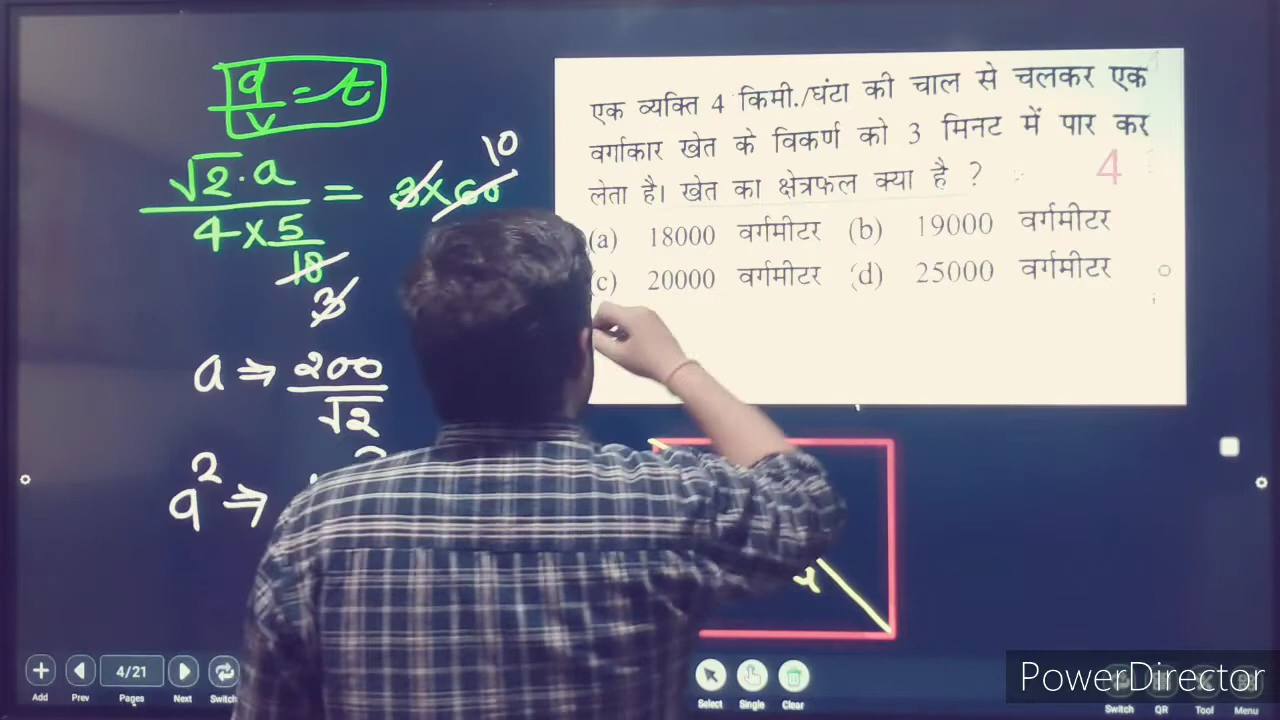 d/v = t
√2·a / 4×5/18 = 3×60 10
3
a ⇒ 200/√2
a² ⇒
एक व्यक्ति 4 किमी./घंटा की चाल से चलकर एक
वर्गाकार खेत के विकर्ण को 3 मिनट में पार कर
लेता है। खेत का क्षेत्रफल क्या है ?
4
(a) 18000 वर्गमीटर (b) 19000 वर्गमीटर
(c) 20000 वर्गमीटर (d) 25000 वर्गमीटर
Add Prev 4/21 Pages Next Switch
Select Single Clear
Switch QR Tool Menu
PowerDirector